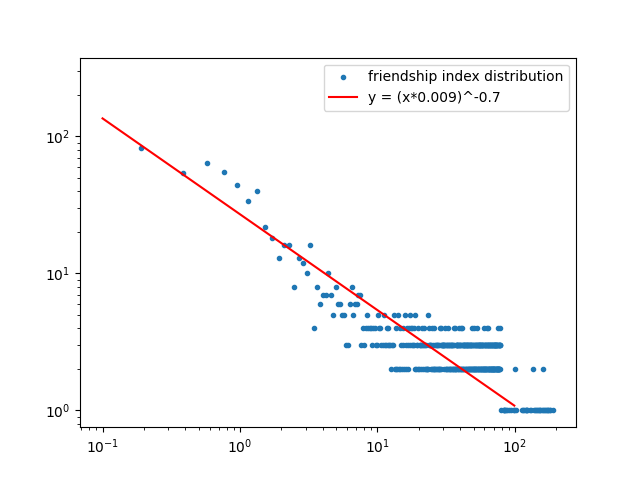 friendship index distribution
y = (x*0.009)^-0.7
10²
10¹
10⁰
10⁻¹ 10⁰ 10¹ 10²